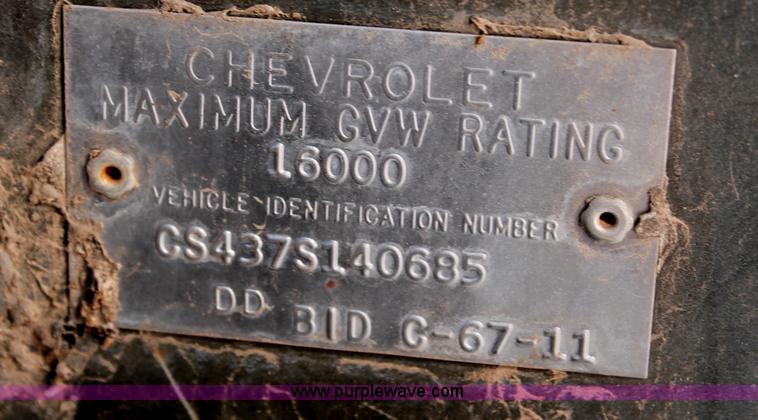 CHEVROLET
MAXIMUM GVW RATING
16000
VEHICLE IDENTIFICATION NUMBER
CS437S140685
DD BID C-67-11
www.purplewave.com